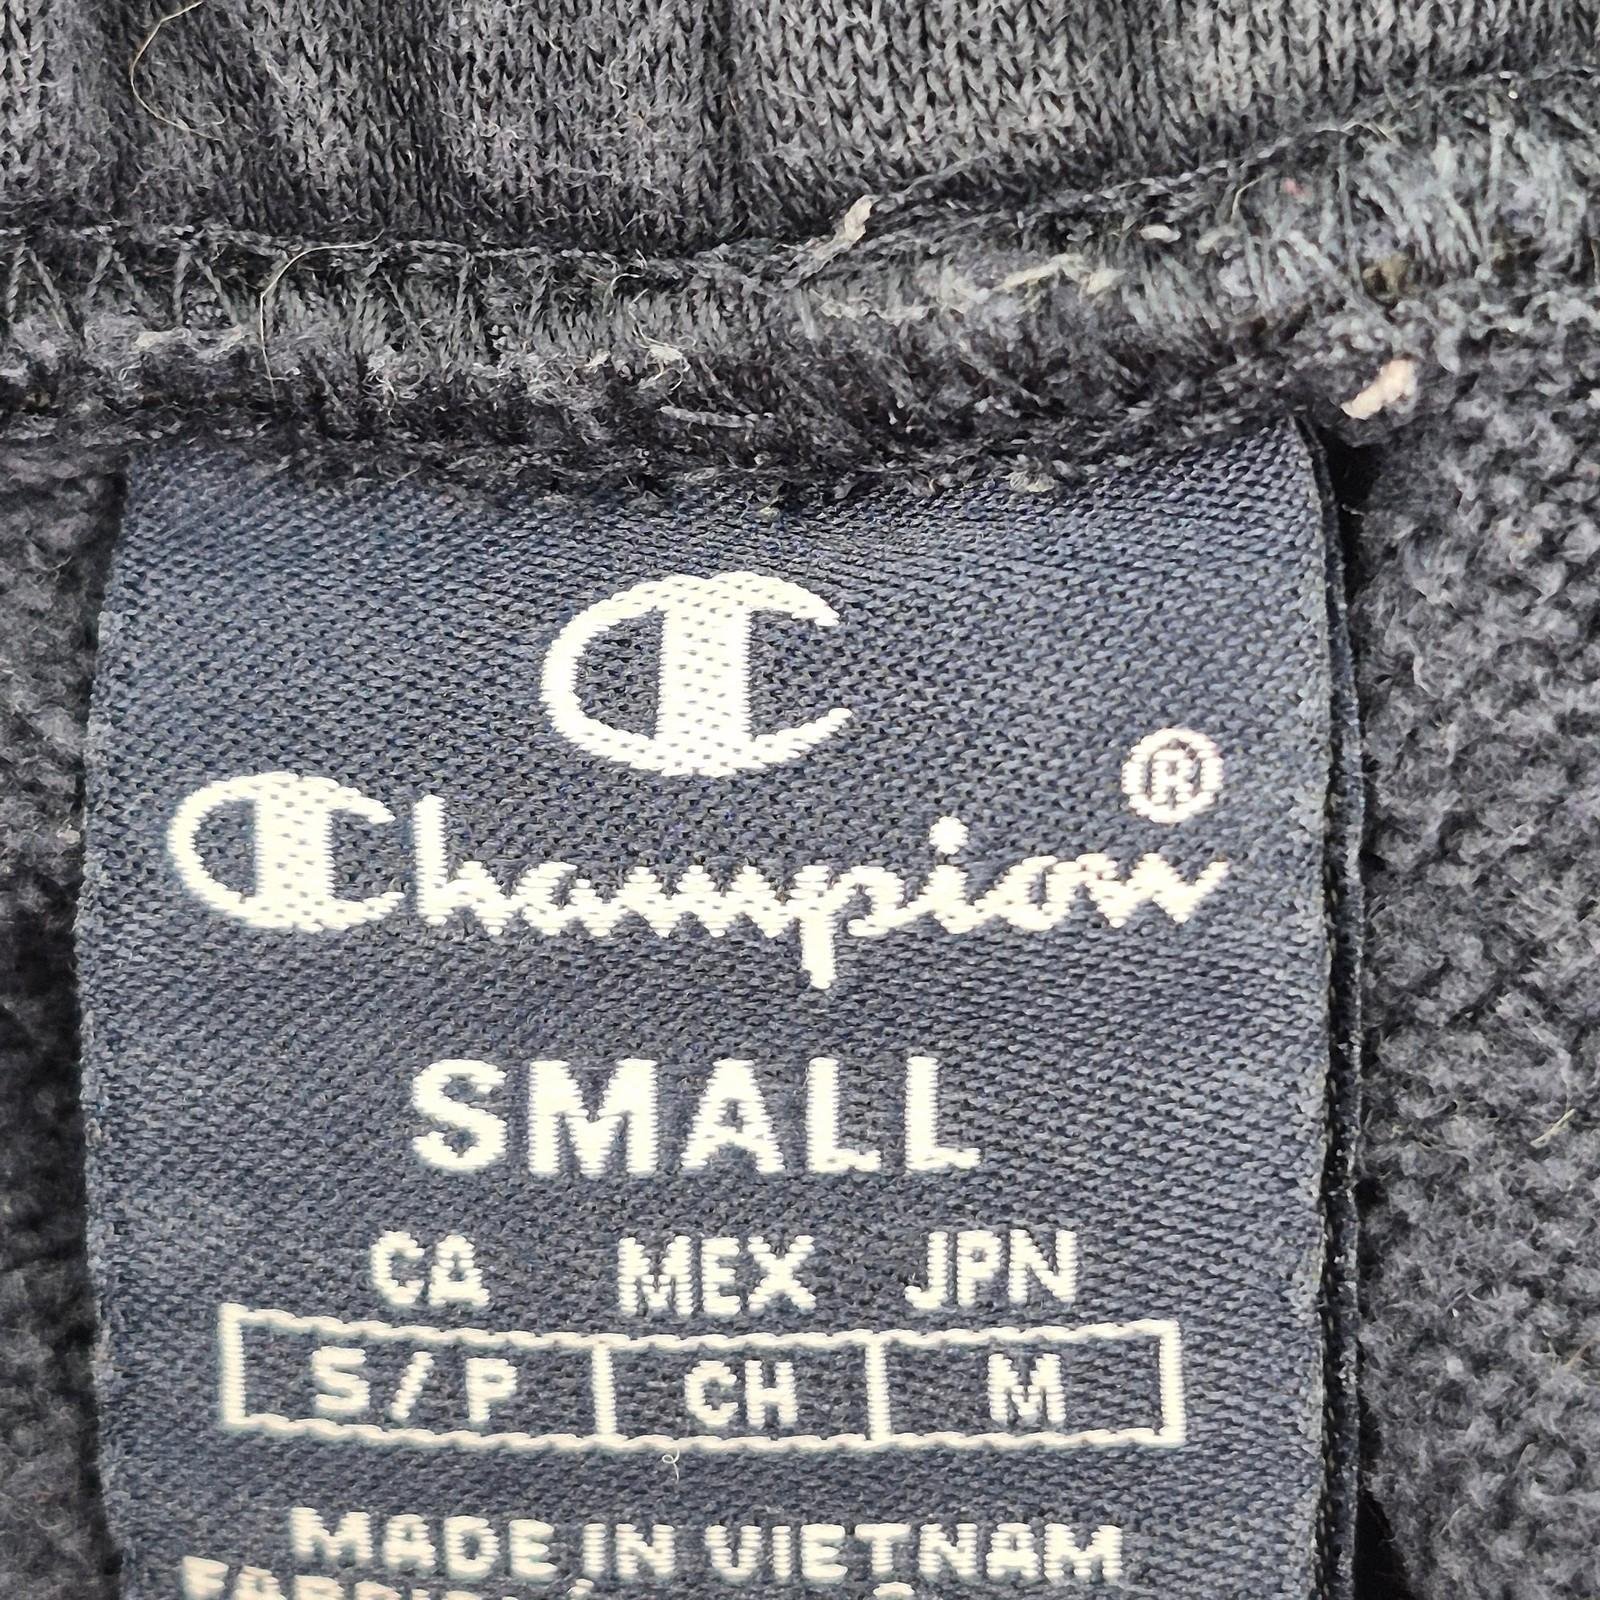 C
Champion®
SMALL
CA MEX JPN
S/P CH M
MADE IN VIETNAM